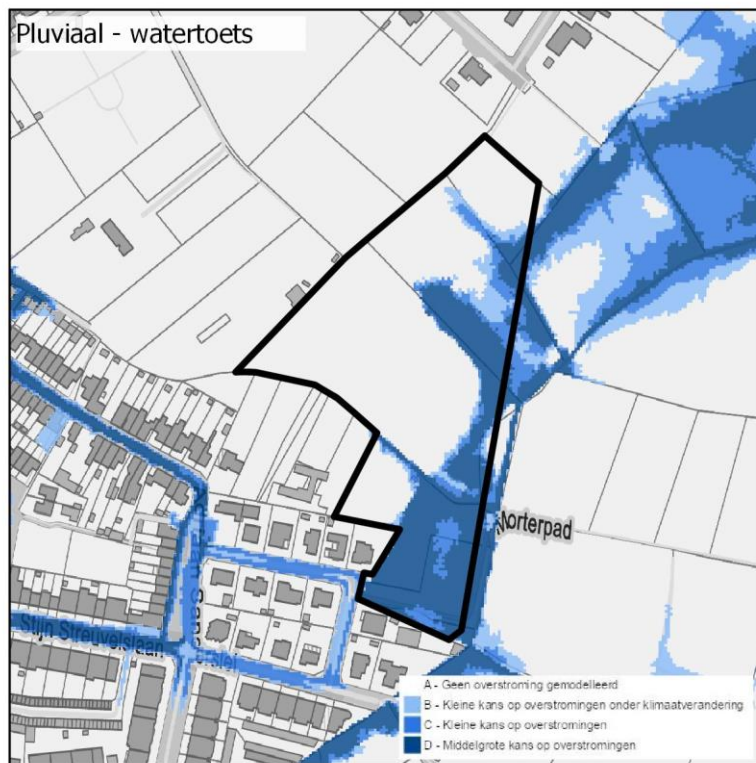 Pluviaal - watertoets
Morterpad
Stijn Streuvelslaan
A - Geen overstroming gemodelleerd
B - Kleine kans op overstromingen onder klimaatverandering
C - Kleine kans op overstromingen
D - Middelgrote kans op overstromingen